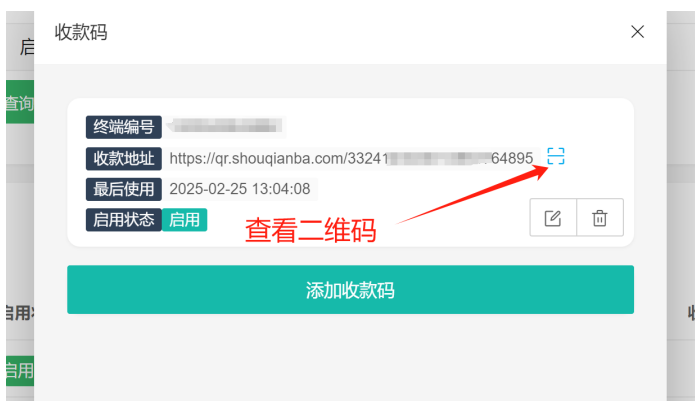 收款码
启
查询
终端编号
收款地址 https://qr.shouqianba.com/33241 64895
最后使用 2025-02-25 13:04:08
启用状态 启用
查看二维码
添加收款码
启用
启用